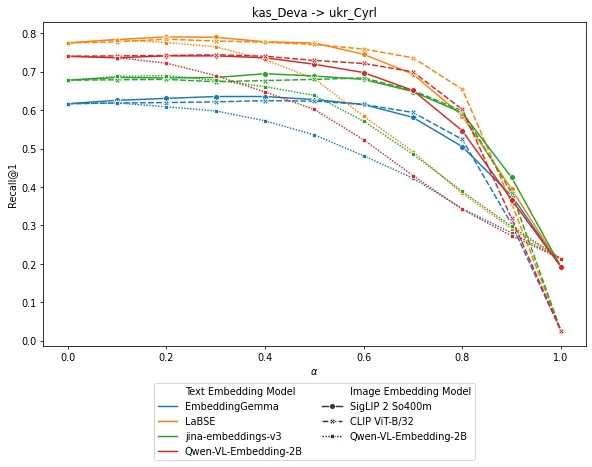 kas_Deva -> ukr_Cyrl
Recall@1
0.8
0.7
0.6
0.5
0.4
0.3
0.2
0.1
0.0
0.0 0.2 0.4 0.6 0.8 1.0
α
Text Embedding Model Image Embedding Model
EmbeddingGemma SigLIP 2 So400m
LaBSE CLIP ViT-B/32
jina-embeddings-v3 Qwen-VL-Embedding-2B
Qwen-VL-Embedding-2B